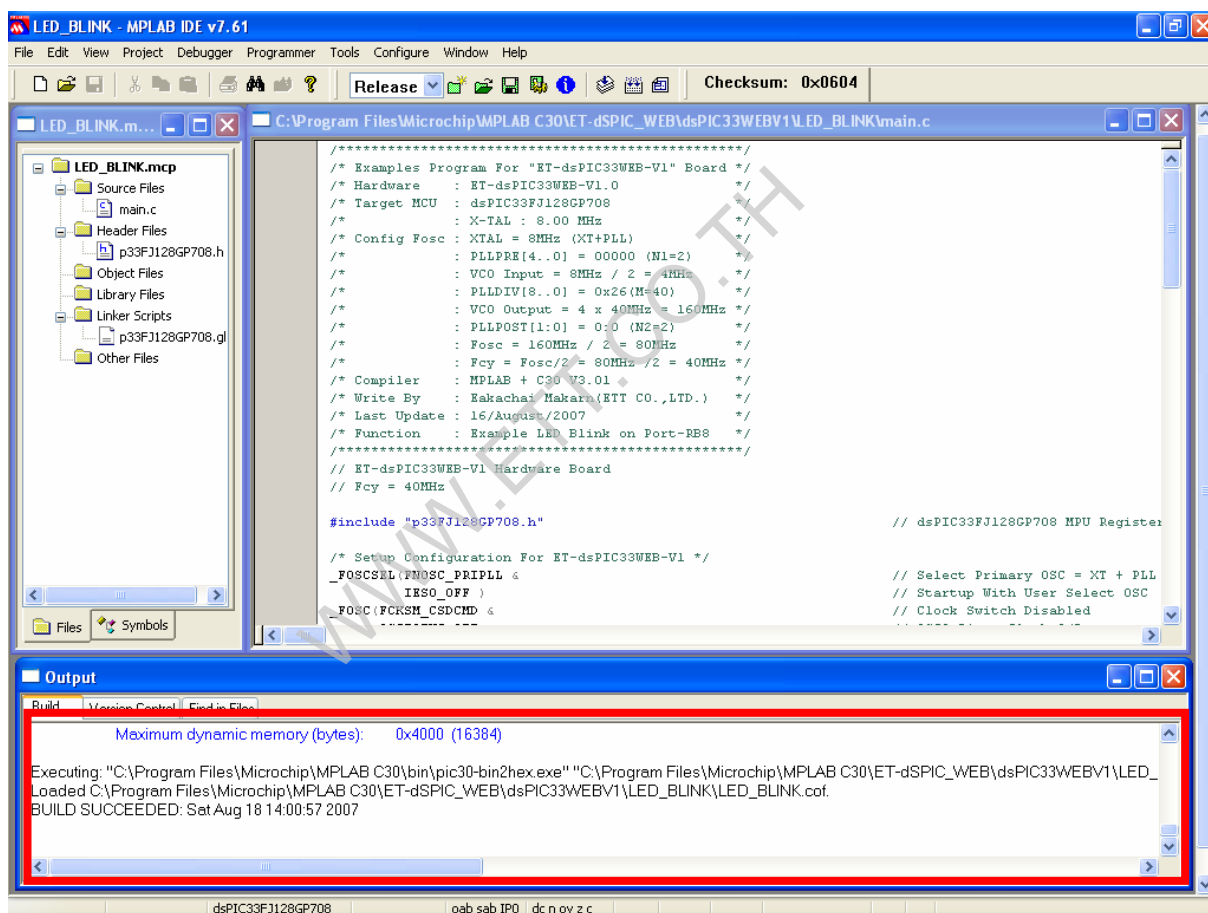 LED_BLINK - MPLAB IDE v7.61
File Edit View Project Debugger Programmer Tools Configure Window Help
Release Checksum: 0x0604
LED_BLINK.m...
C:\Program Files\Microchip\MPLAB C30\ET-dSPIC_WEB\dsPIC33WEBV1\LED_BLINK\main.c
LED_BLINK.mcp
Source Files
main.c
Header Files
p33FJ128GP708.h
Object Files
Library Files
Linker Scripts
p33FJ128GP708.gl
Other Files
Files Symbols
/*************************************************/
/* Examples Program For "ET-dsPIC33WEB-V1" Board */
/* Hardware : ET-dsPIC33WEB-V1.0 */
/* Target MCU : dsPIC33FJ128GP708 */
/* : X-TAL : 8.00 MHz */
/* Config Fosc : XTAL = 8MHz (XT+PLL) */
/* : PLLPRE[4..0] = 00000 (N1=2) */
/* : VCO Input = 8MHz / 2 = 4MHz */
/* : PLLDIV[8..0] = 0x26(M=40) */
/* : VCO Output = 4 x 40MHz = 160MHz */
/* : PLLPOST[1:0] = 0:0 (N2=2) */
/* : Fosc = 160MHz / 2 = 80MHz */
/* : Fcy = Fosc/2 = 80MHz /2 = 40MHz */
/* Compiler : MPLAB + C30 V3.01 */
/* Write By : Eakachai Makarn(ETT CO.,LTD.) */
/* Last Update : 16/August/2007 */
/* Function : Example LED Blink on Port-RB8 */
/*************************************************/
// ET-dsPIC33WEB-V1 Hardware Board
// Fcy = 40MHz
#include "p33FJ128GP708.h" // dsPIC33FJ128GP708 MPU Register
/* Setup Configuration For ET-dsPIC33WEB-V1 */
_FOSCSEL(FNOSC_PRIPLL & // Select Primary OSC = XT + PLL
IESO_OFF ) // Startup With User Select OSC
_FOSC(FCKSM_CSDCMD & // Clock Switch Disabled
WWW.ETT.CO.TH
Output
Build Version Control Find in Files
Maximum dynamic memory (bytes): 0x4000 (16384)
Executing: "C:\Program Files\Microchip\MPLAB C30\bin\pic30-bin2hex.exe" "C:\Program Files\Microchip\MPLAB C30\ET-dSPIC_WEB\dsPIC33WEBV1\LED_
Loaded C:\Program Files\Microchip\MPLAB C30\ET-dSPIC_WEB\dsPIC33WEBV1\LED_BLINK\LED_BLINK.cof.
BUILD SUCCEEDED: Sat Aug 18 14:00:57 2007
dsPIC33FJ128GP708 oab sab IP0 dc n ov z c